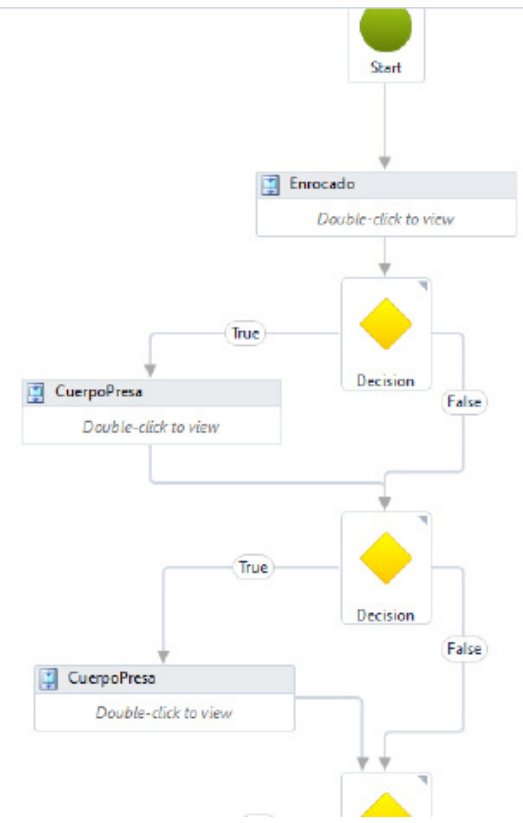 Start
Enrocado
Double-click to view
True
Decision
CuerpoPresa
False
Double-click to view
True
Decision
False
CuerpoPresa
Double-click to view